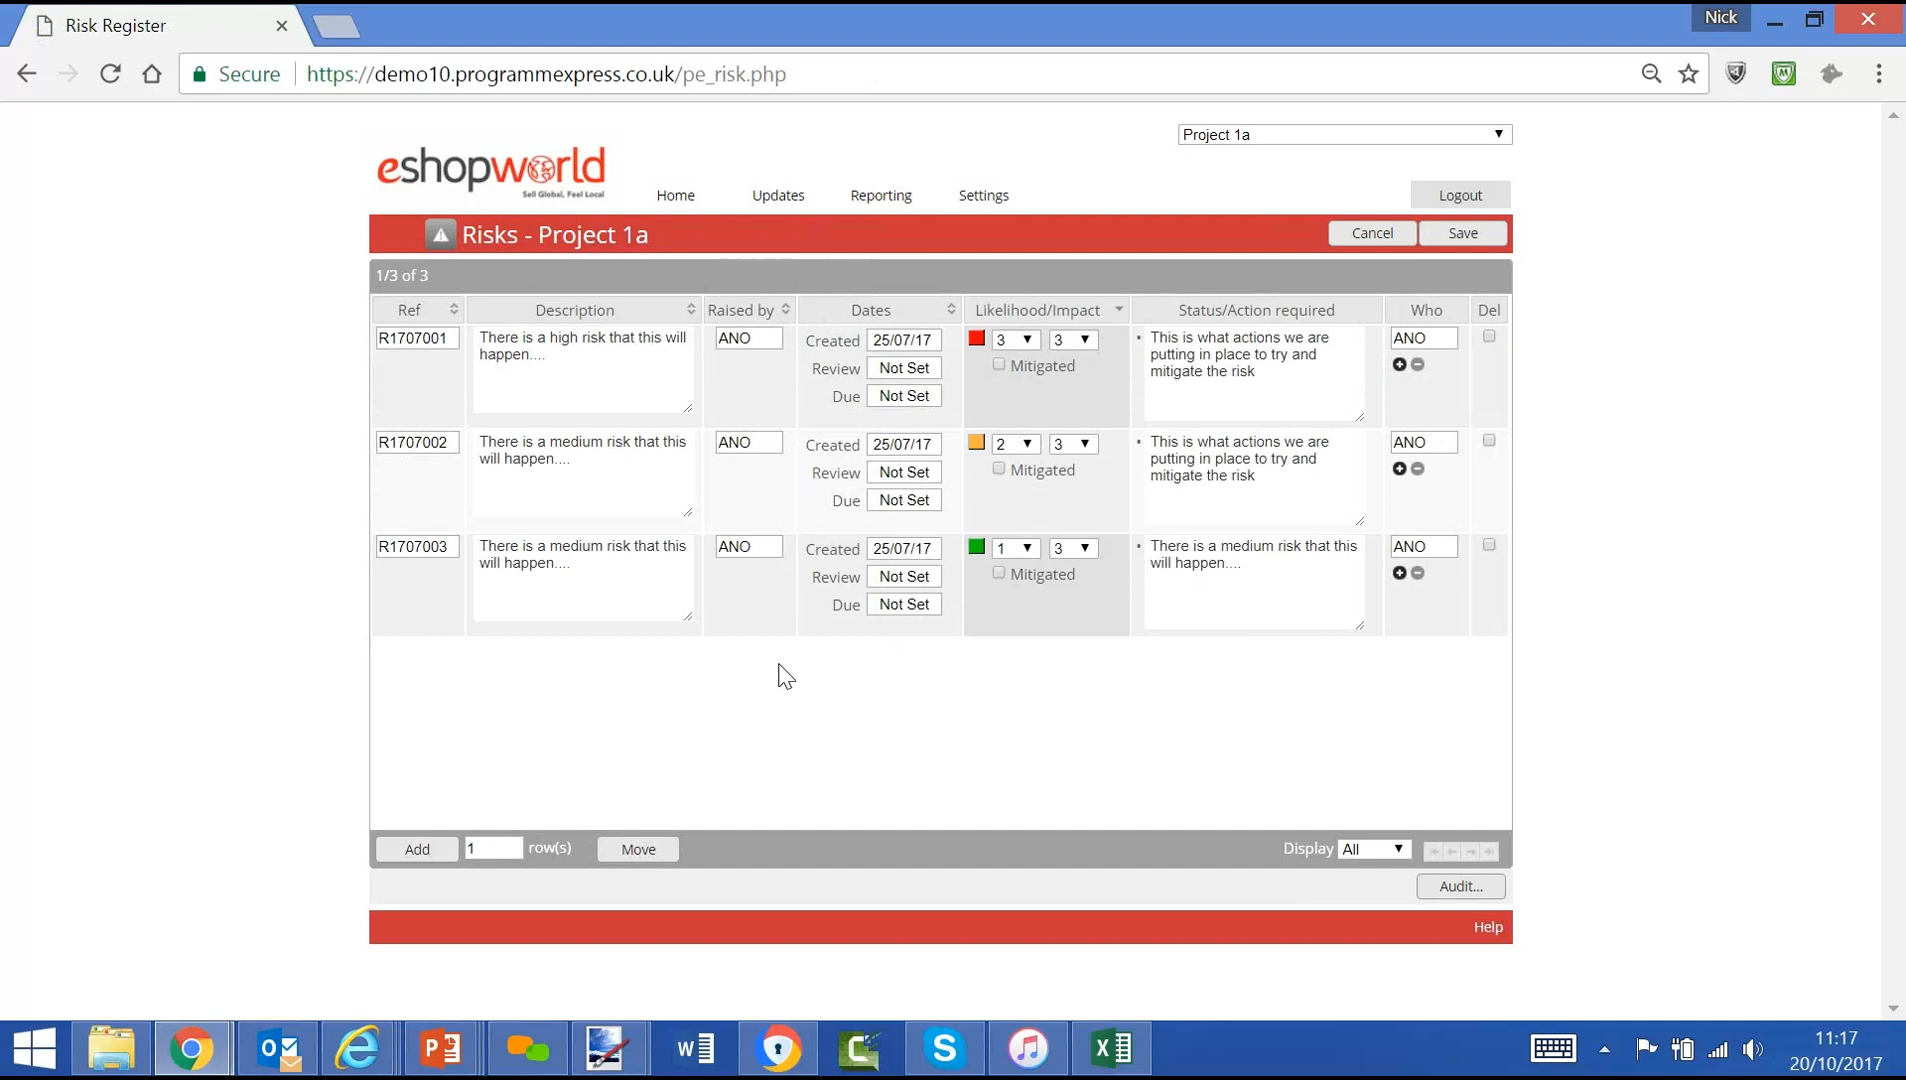 Risk Register
Nick
Secure
https://demo10.programmexpress.co.uk/pe_risk.php
Project 1a
eshopworld
Sell Global, Feel Local
Home Updates Reporting Settings Logout
Risks - Project 1a
Cancel Save
1/3 of 3
Ref Description Raised by Dates Likelihood/Impact Status/Action required Who Del
R1707001
There is a high risk that this will
happen....
ANO
Created 25/07/17
Review Not Set
Due Not Set
3 3
Mitigated
• This is what actions we are
putting in place to try and
mitigate the risk
ANO
R1707002
There is a medium risk that this
will happen....
ANO
Created 25/07/17
Review Not Set
Due Not Set
2 3
Mitigated
• This is what actions we are
putting in place to try and
mitigate the risk
ANO
R1707003
There is a medium risk that this
will happen....
ANO
Created 25/07/17
Review Not Set
Due Not Set
1 3
Mitigated
• There is a medium risk that this
will happen....
ANO
Add 1 row(s) Move
Display All
Audit...
Help
11:17
20/10/2017